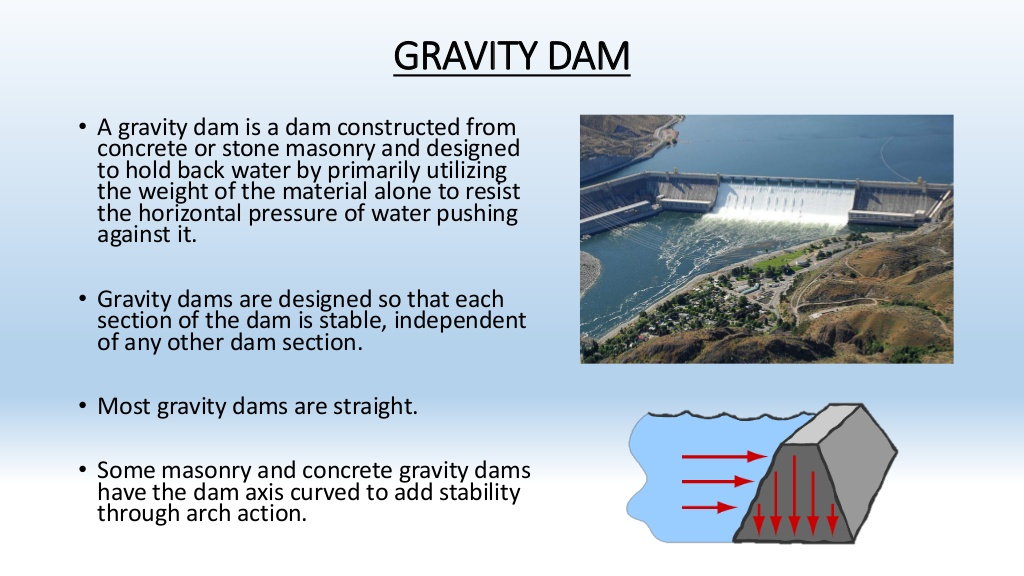 GRAVITY DAM
• A gravity dam is a dam constructed from
concrete or stone masonry and designed
to hold back water by primarily utilizing
the weight of the material alone to resist
the horizontal pressure of water pushing
against it.
• Gravity dams are designed so that each
section of the dam is stable, independent
of any other dam section.
• Most gravity dams are straight.
• Some masonry and concrete gravity dams
have the dam axis curved to add stability
through arch action.